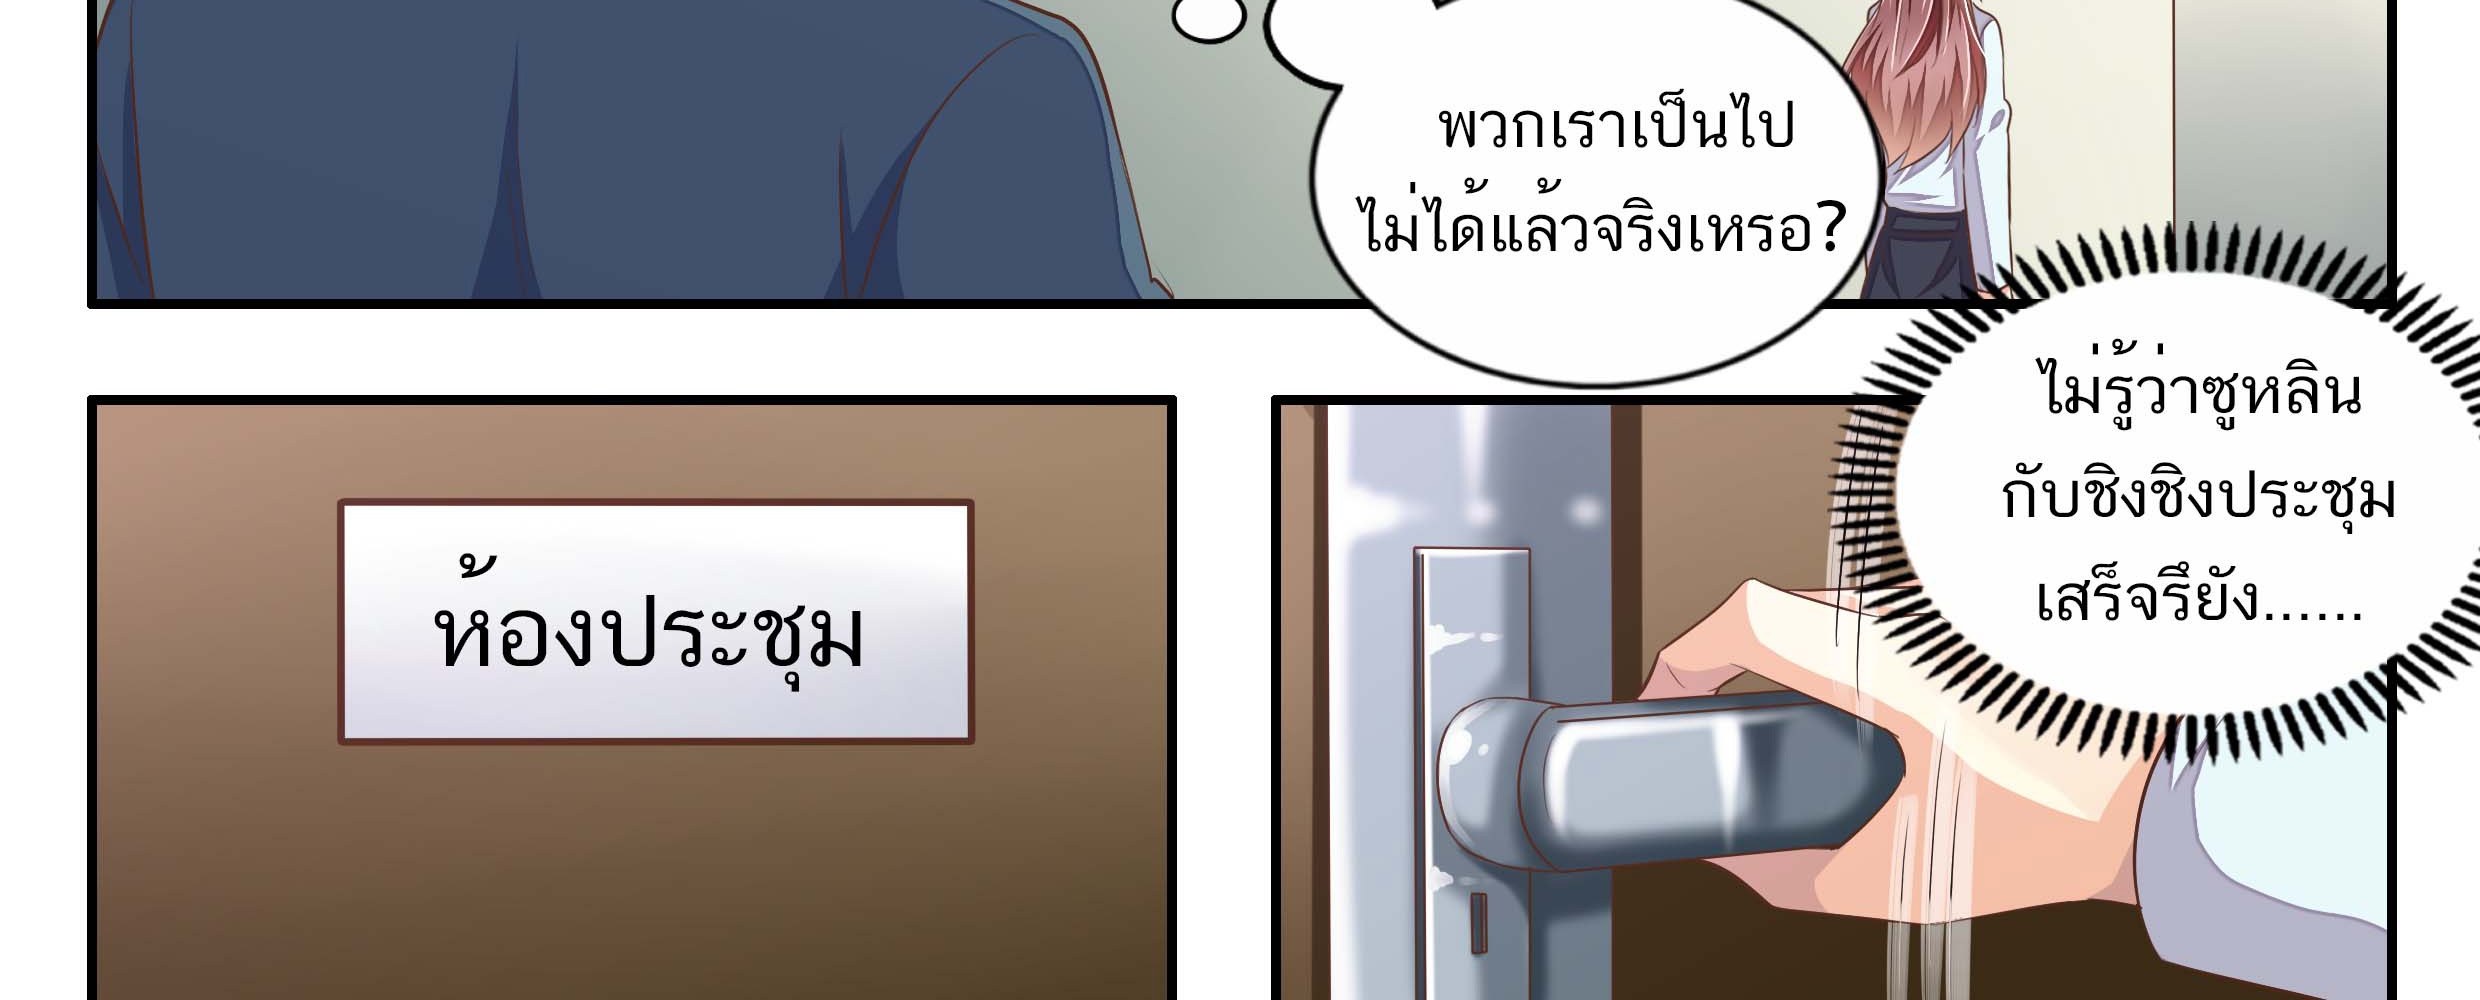 พวกเราเป็นไป
ไม่ได้แล้วจริงเหรอ?
ไม่รู้ว่าซูหลิน
กับชิงชิงประชุม
เสร็จรึยัง......
ห้องประชุม